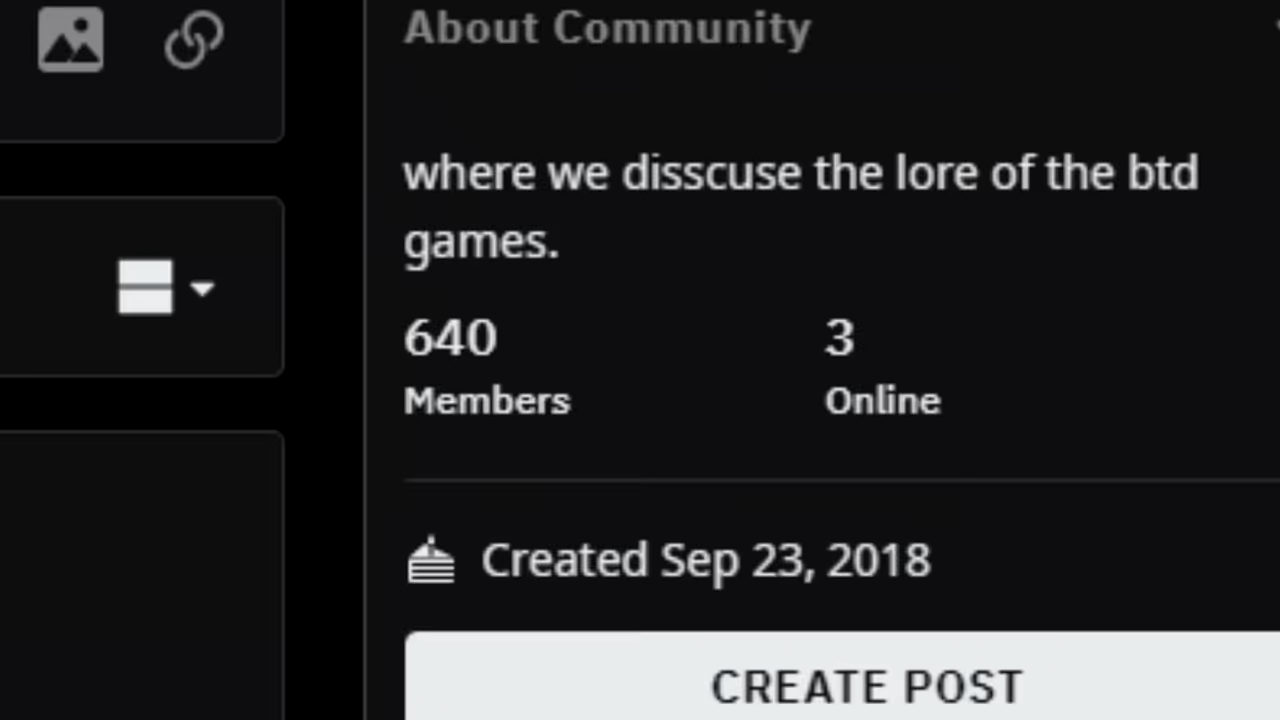 About Community
where we disscuse the lore of the btd
games.
640
3
Members
Online
Created Sep 23, 2018
CREATE POST